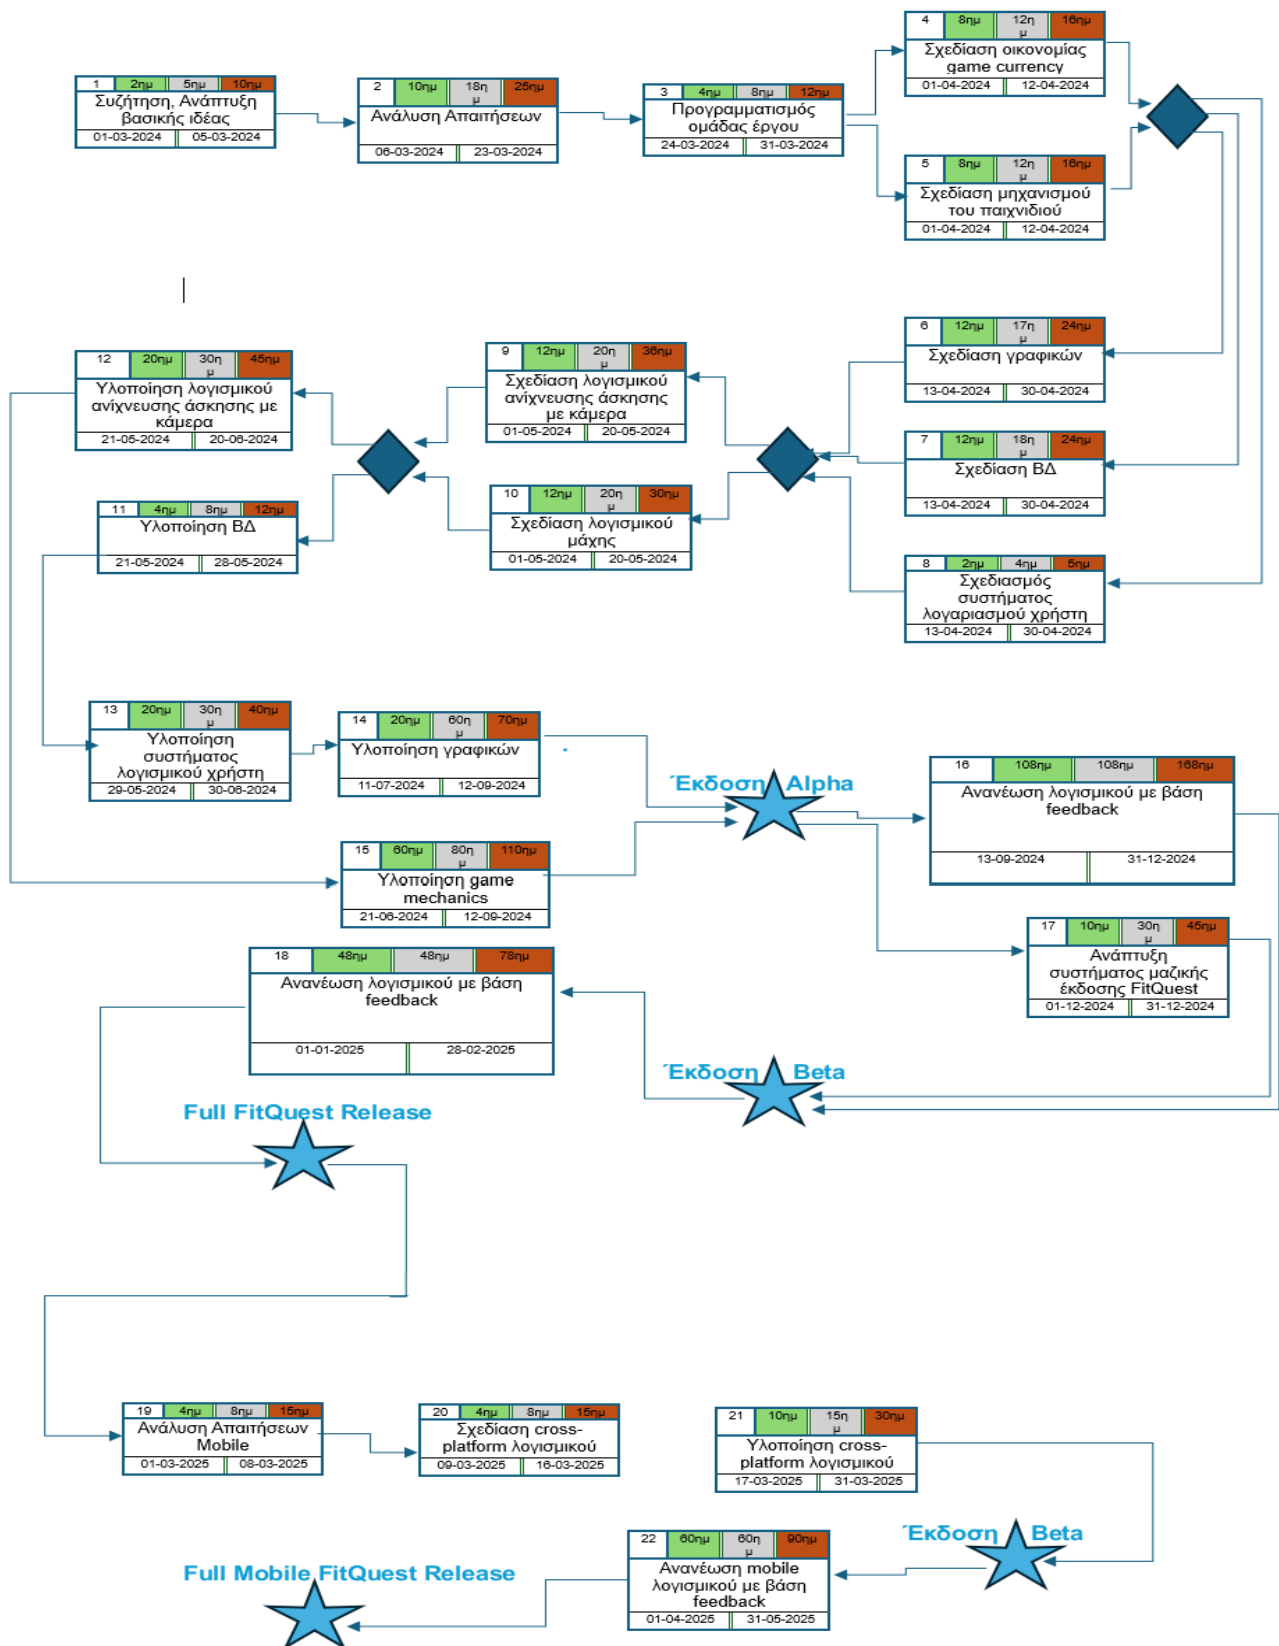 1 2ημ 5ημ 10ημ
Συζήτηση, Ανάπτυξη
βασικής ιδέας
01-03-2024 05-03-2024
2 10ημ 18η
μ 25ημ
Ανάλυση Απαιτήσεων
06-03-2024 23-03-2024
3 4ημ 8ημ 12ημ
Προγραμματισμός
ομάδας έργου
24-03-2024 31-03-2024
4 8ημ 12η
μ 16ημ
Σχεδίαση οικονομίας
game currency
01-04-2024 12-04-2024
5 8ημ 12η
μ 16ημ
Σχεδίαση μηχανισμού
του παιχνιδιού
01-04-2024 12-04-2024
6 12ημ 17η
μ 24ημ
Σχεδίαση γραφικών
13-04-2024 30-04-2024
7 12ημ 18η
μ 24ημ
Σχεδίαση ΒΔ
13-04-2024 30-04-2024
8 2ημ 4ημ 5ημ
Σχεδιασμός
συστήματος
λογαριασμού χρήστη
13-04-2024 30-04-2024
9 12ημ 20η
μ 36ημ
Σχεδίαση λογισμικού
ανίχνευσης άσκησης
με κάμερα
01-05-2024 20-05-2024
10 12ημ 20η
μ 30ημ
Σχεδίαση λογισμικού
μάχης
01-05-2024 20-05-2024
12 20ημ 30η
μ 45ημ
Υλοποίηση λογισμικού
ανίχνευσης άσκησης με
κάμερα
21-05-2024 20-06-2024
11 4ημ 8ημ 12ημ
Υλοποίηση ΒΔ
21-05-2024 28-05-2024
13 20ημ 30η
μ 40ημ
Υλοποίηση
συστήματος
λογισμικού χρήστη
29-05-2024 30-06-2024
14 20ημ 60η
μ 70ημ
Υλοποίηση γραφικών
11-07-2024 12-09-2024
15 60ημ 80η
μ 110ημ
Υλοποίηση game
mechanics
21-06-2024 12-09-2024
Έκδοση Alpha
16 108ημ 108ημ 168ημ
Ανανέωση λογισμικού με βάση
feedback
13-09-2024 31-12-2024
17 10ημ 30η
μ 45ημ
Ανάπτυξη
συστήματος μαζικής
έκδοσης FitQuest
01-12-2024 31-12-2024
18 48ημ 48ημ 78ημ
Ανανέωση λογισμικού με βάση
feedback
01-01-2025 28-02-2025
Έκδοση Beta
Full FitQuest Release
19 4ημ 8ημ 15ημ
Ανάλυση Απαιτήσεων
Mobile
01-03-2025 08-03-2025
20 4ημ 8ημ 15ημ
Σχεδίαση cross-
platform λογισμικού
09-03-2025 16-03-2025
21 10ημ 15η
μ 30ημ
Υλοποίηση cross-
platform λογισμικού
17-03-2025 31-03-2025
Έκδοση Beta
22 60ημ 60η
μ 90ημ
Ανανέωση mobile
λογισμικού με βάση
feedback
01-04-2025 31-05-2025
Full Mobile FitQuest Release